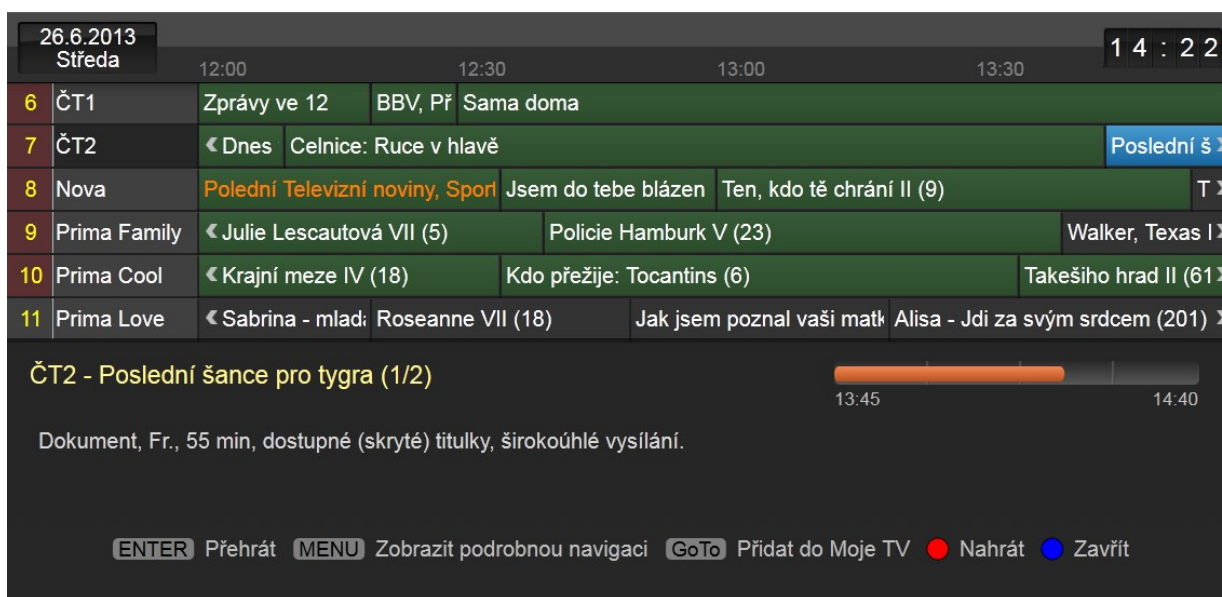 26.6.2013
Středa
14:22
12:00 12:30 13:00 13:30
6 ČT1 Zprávy ve 12 BBV, Př Sama doma
7 ČT2 Dnes Celnice: Ruce v hlavě Poslední š
8 Nova Polední Televizní noviny, Sport Jsem do tebe blázen Ten, kdo tě chrání II (9) T
9 Prima Family Julie Lescautová VII (5) Policie Hamburk V (23) Walker, Texas
10 Prima Cool Krajní meze IV (18) Kdo přežije: Tocantins (6) Takešiho hrad II (61
11 Prima Love Sabrina - mlad Roseanne VII (18) Jak jsem poznal vaši matk Alisa - Jdi za svým srdcem (201)
ČT2 - Poslední šance pro tygra (1/2)
13:45 14:40
Dokument, Fr., 55 min, dostupné (skryté) titulky, širokoúhlé vysílání.
ENTER Přehrát MENU Zobrazit podrobnou navigaci GoTo Přidat do Moje TV Nahrát Zavřít